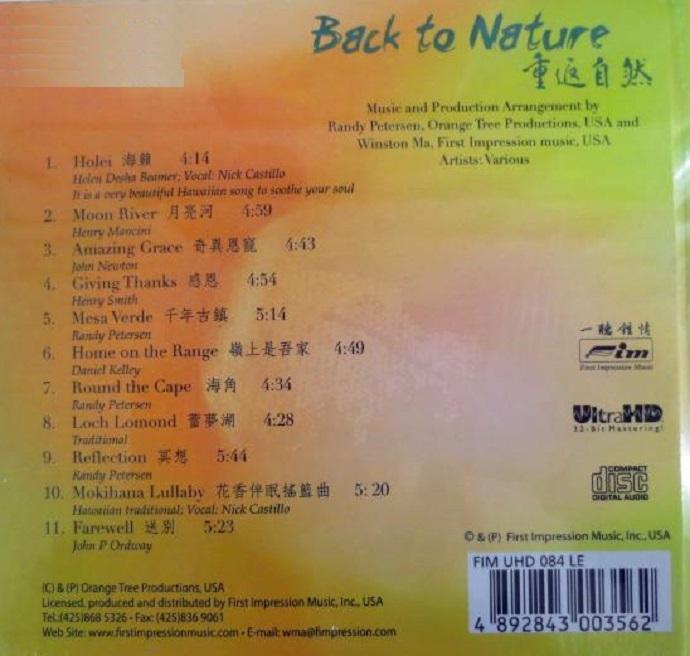 Back to Nature
重返自然
Music and Production Arrangement by
Randy Petersen, Orange Tree Productions, USA and
Winston Ma, First Impression music, USA
Artists: Various
1. Holei 海籟 4:14
Helen Desha Beamer; Vocal: Nick Castillo
It is a very beautiful Hawaiian song to soothe your soul
2. Moon River 月亮河 4:59
Henry Mancini
3. Amazing Grace 奇異恩寵 4:43
John Newton
4. Giving Thanks 感恩 4:54
Henry Smith
5. Mesa Verde 千年古鎮 5:14
Randy Petersen
6. Home on the Range 嶺上是吾家 4:49
Daniel Kelley
7. Round the Cape 海角 4:34
Randy Petersen
8. Loch Lomond 蕾夢湖 4:28
Traditional
9. Reflection 冥想 5:44
Randy Petersen
10. Mokihana Lullaby 花香伴眠搖籃曲 5: 20
Hawaiian traditional; Vocal: Nick Castillo
11. Farewell 送別 5:23
John P Ordway
一聽鍾情
Fim
First Impression Music
UltraHD
32-Bit Mastering!
COMPACT
disc
DIGITAL AUDIO
© & (P) First Impression Music, Inc., USA
FIM UHD 084 LE
4 892843 003562
(C) & (P) Orange Tree Productions, USA
Licensed, produced and distributed by First Impression Music, Inc., USA
Tel.:(425)868 5326 • Fax:(425)836 9061
Web Site: www.firstimpressionmusic.com • E-mail: wma@fimpression.com